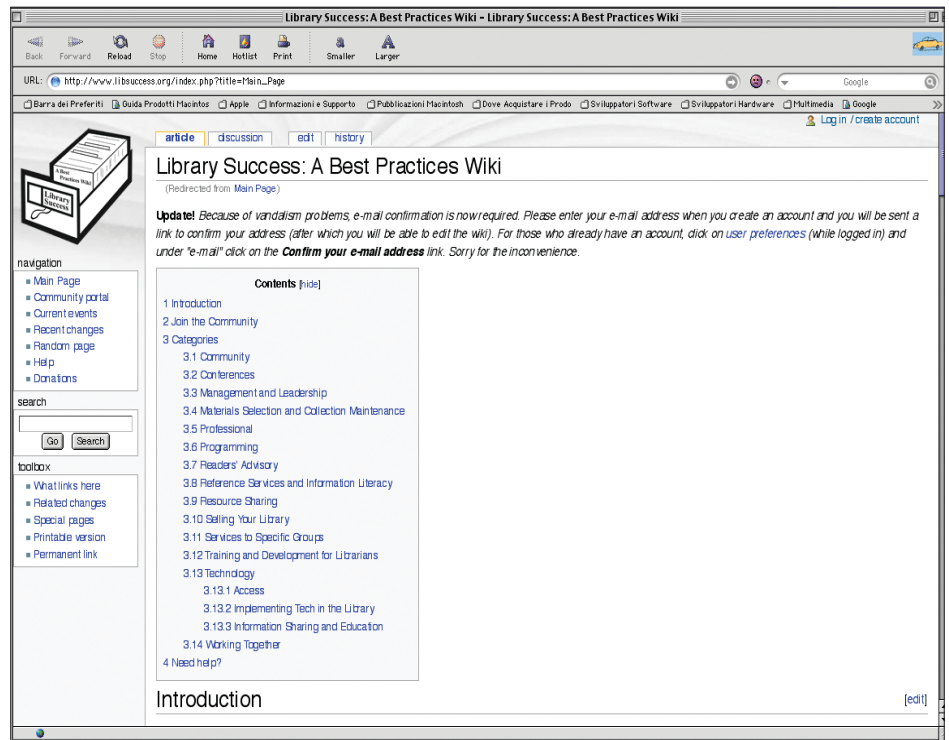 Library Success: A Best Practices Wiki – Library Success: A Best Practices Wiki
Back Forward Reload Stop Home Hotlist Print Smaller Larger
URL: http://www.libsuccess.org/index.php?title=Main_Page
Google
Barra dei Preferiti Guida Prodotti Macintos Apple Informazioni e Supporto Pubblicazioni Macintosh Dove Acquistare i Prodo Sviluppatori Software Sviluppatori Hardware Multimedia Google
Log in / create account
article discussion edit history
A Best
Practices Wiki
Library
Success
Library Success: A Best Practices Wiki
(Redirected from Main Page)
Update! Because of vandalism problems, e-mail confirmation is now required. Please enter your e-mail address when you create an account and you will be sent a
link to confirm your address (after which you will be able to edit the wiki). For those who already have an account, click on user preferences (while logged in) and
under "e-mail" click on the Confirm your e-mail address link. Sorry for the inconvenience.
navigation
Main Page
Community portal
Current events
Recent changes
Random page
Help
Donations
search
Go Search
toolbox
What links here
Related changes
Special pages
Printable version
Permanent link
Contents [hide]
1 Introduction
2 Join the Community
3 Categories
3.1 Community
3.2 Conferences
3.3 Management and Leadership
3.4 Materials Selection and Collection Maintenance
3.5 Professional
3.6 Programming
3.7 Readers' Advisory
3.8 Reference Services and Information Literacy
3.9 Resource Sharing
3.10 Selling Your Library
3.11 Services to Specific Groups
3.12 Training and Development for Librarians
3.13 Technology
3.13.1 Access
3.13.2 Implementing Tech in the Library
3.13.3 Information Sharing and Education
3.14 Working Together
4 Need help?
Introduction
[edit]